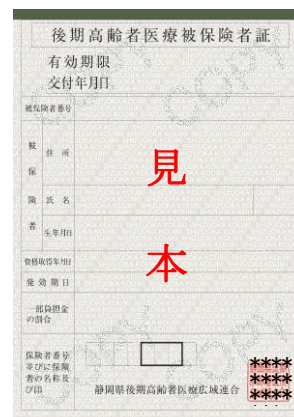 後期高齢者医療被保険者証
有効期限
交付年月日
被保険者番号
被保険者
住所
見
氏名
生年月日
本
資格取得年月日
発効期日
一部負担金
の割合
保険者番号
並びに保険
者の名称及
び印
静岡県後期高齢者医療広域連合
****
****
****
copy
copy
copy
copy